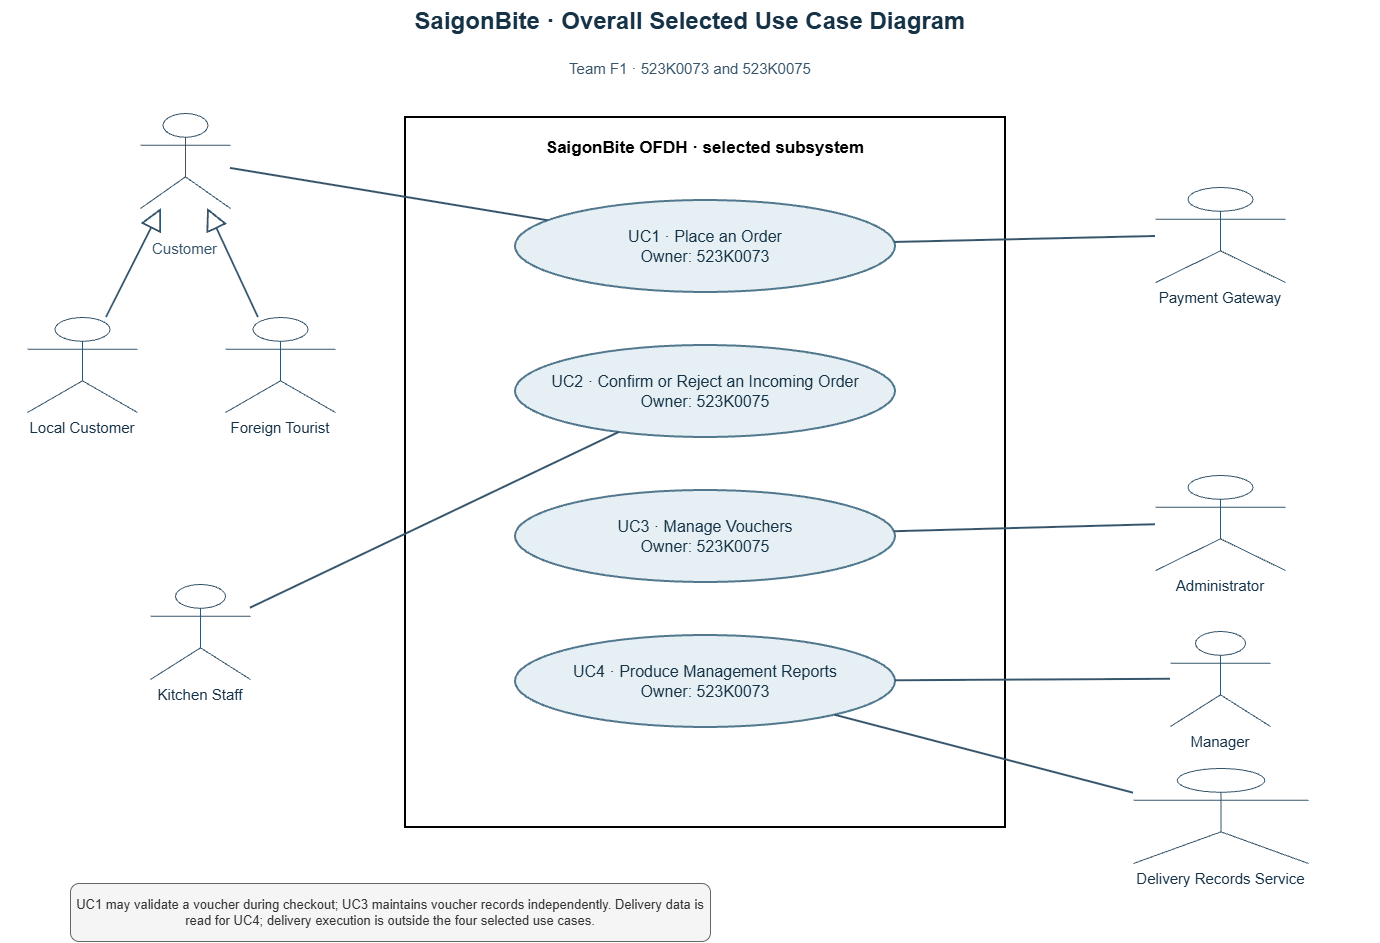 SaigonBite · Overall Selected Use Case Diagram
Team F1 · 523K0073 and 523K0075
SaigonBite OFDH · selected subsystem
Customer
Local Customer
Foreign Tourist
Kitchen Staff
UC1 · Place an Order
Owner: 523K0073
UC2 · Confirm or Reject an Incoming Order
Owner: 523K0075
UC3 · Manage Vouchers
Owner: 523K0075
UC4 · Produce Management Reports
Owner: 523K0073
Payment Gateway
Administrator
Manager
Delivery Records Service
UC1 may validate a voucher during checkout; UC3 maintains voucher records independently. Delivery data is
read for UC4; delivery execution is outside the four selected use cases.